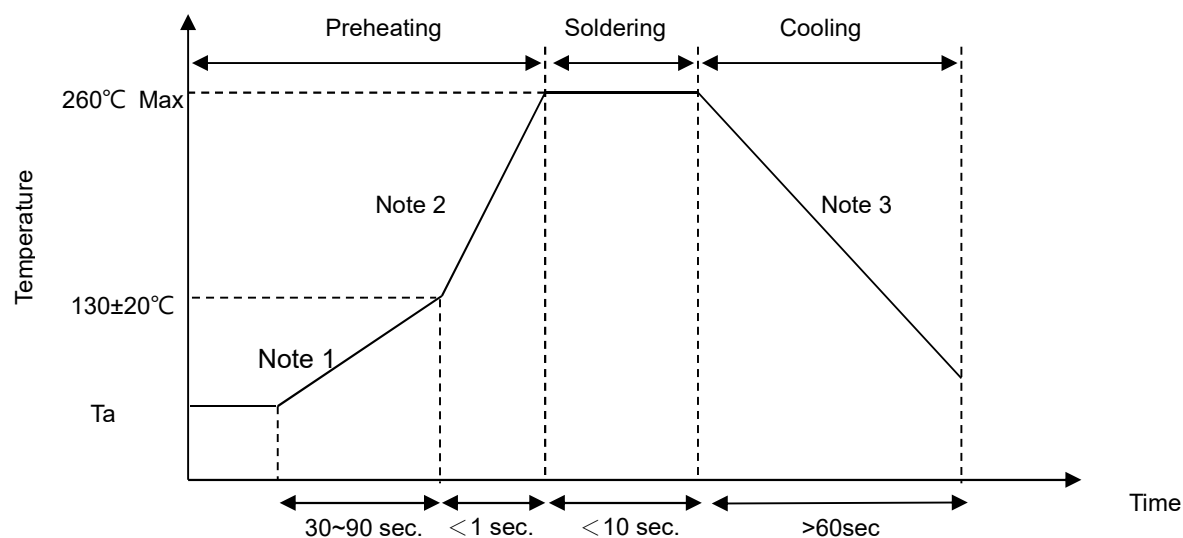 Preheating Soldering Cooling
260℃ Max
Temperature
Note 2 Note 3
130±20℃
Note 1
Ta
Time
30~90 sec. ＜1 sec. ＜10 sec. >60sec